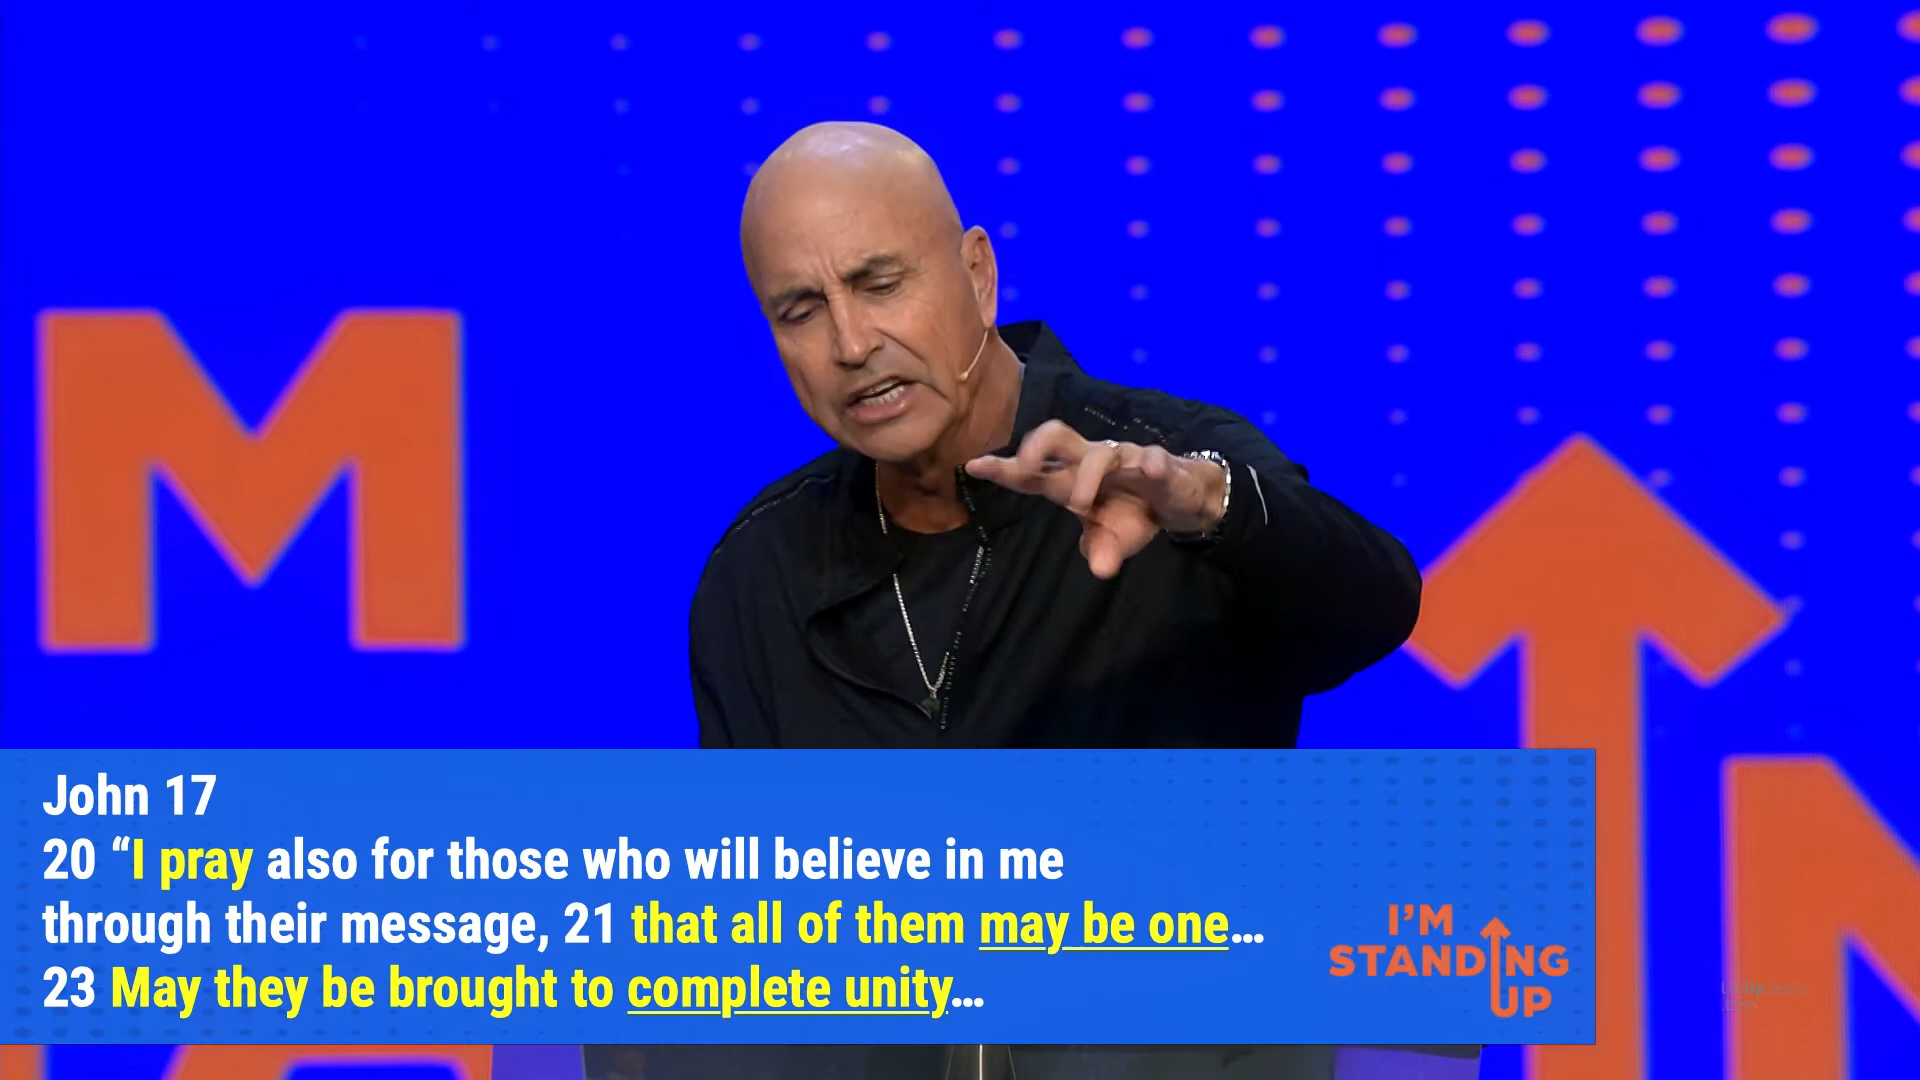 M
John 17
20 “I pray also for those who will believe in me
through their message, 21 that all of them may be one…
23 May they be brought to complete unity…
I’M
STANDING
UP
N